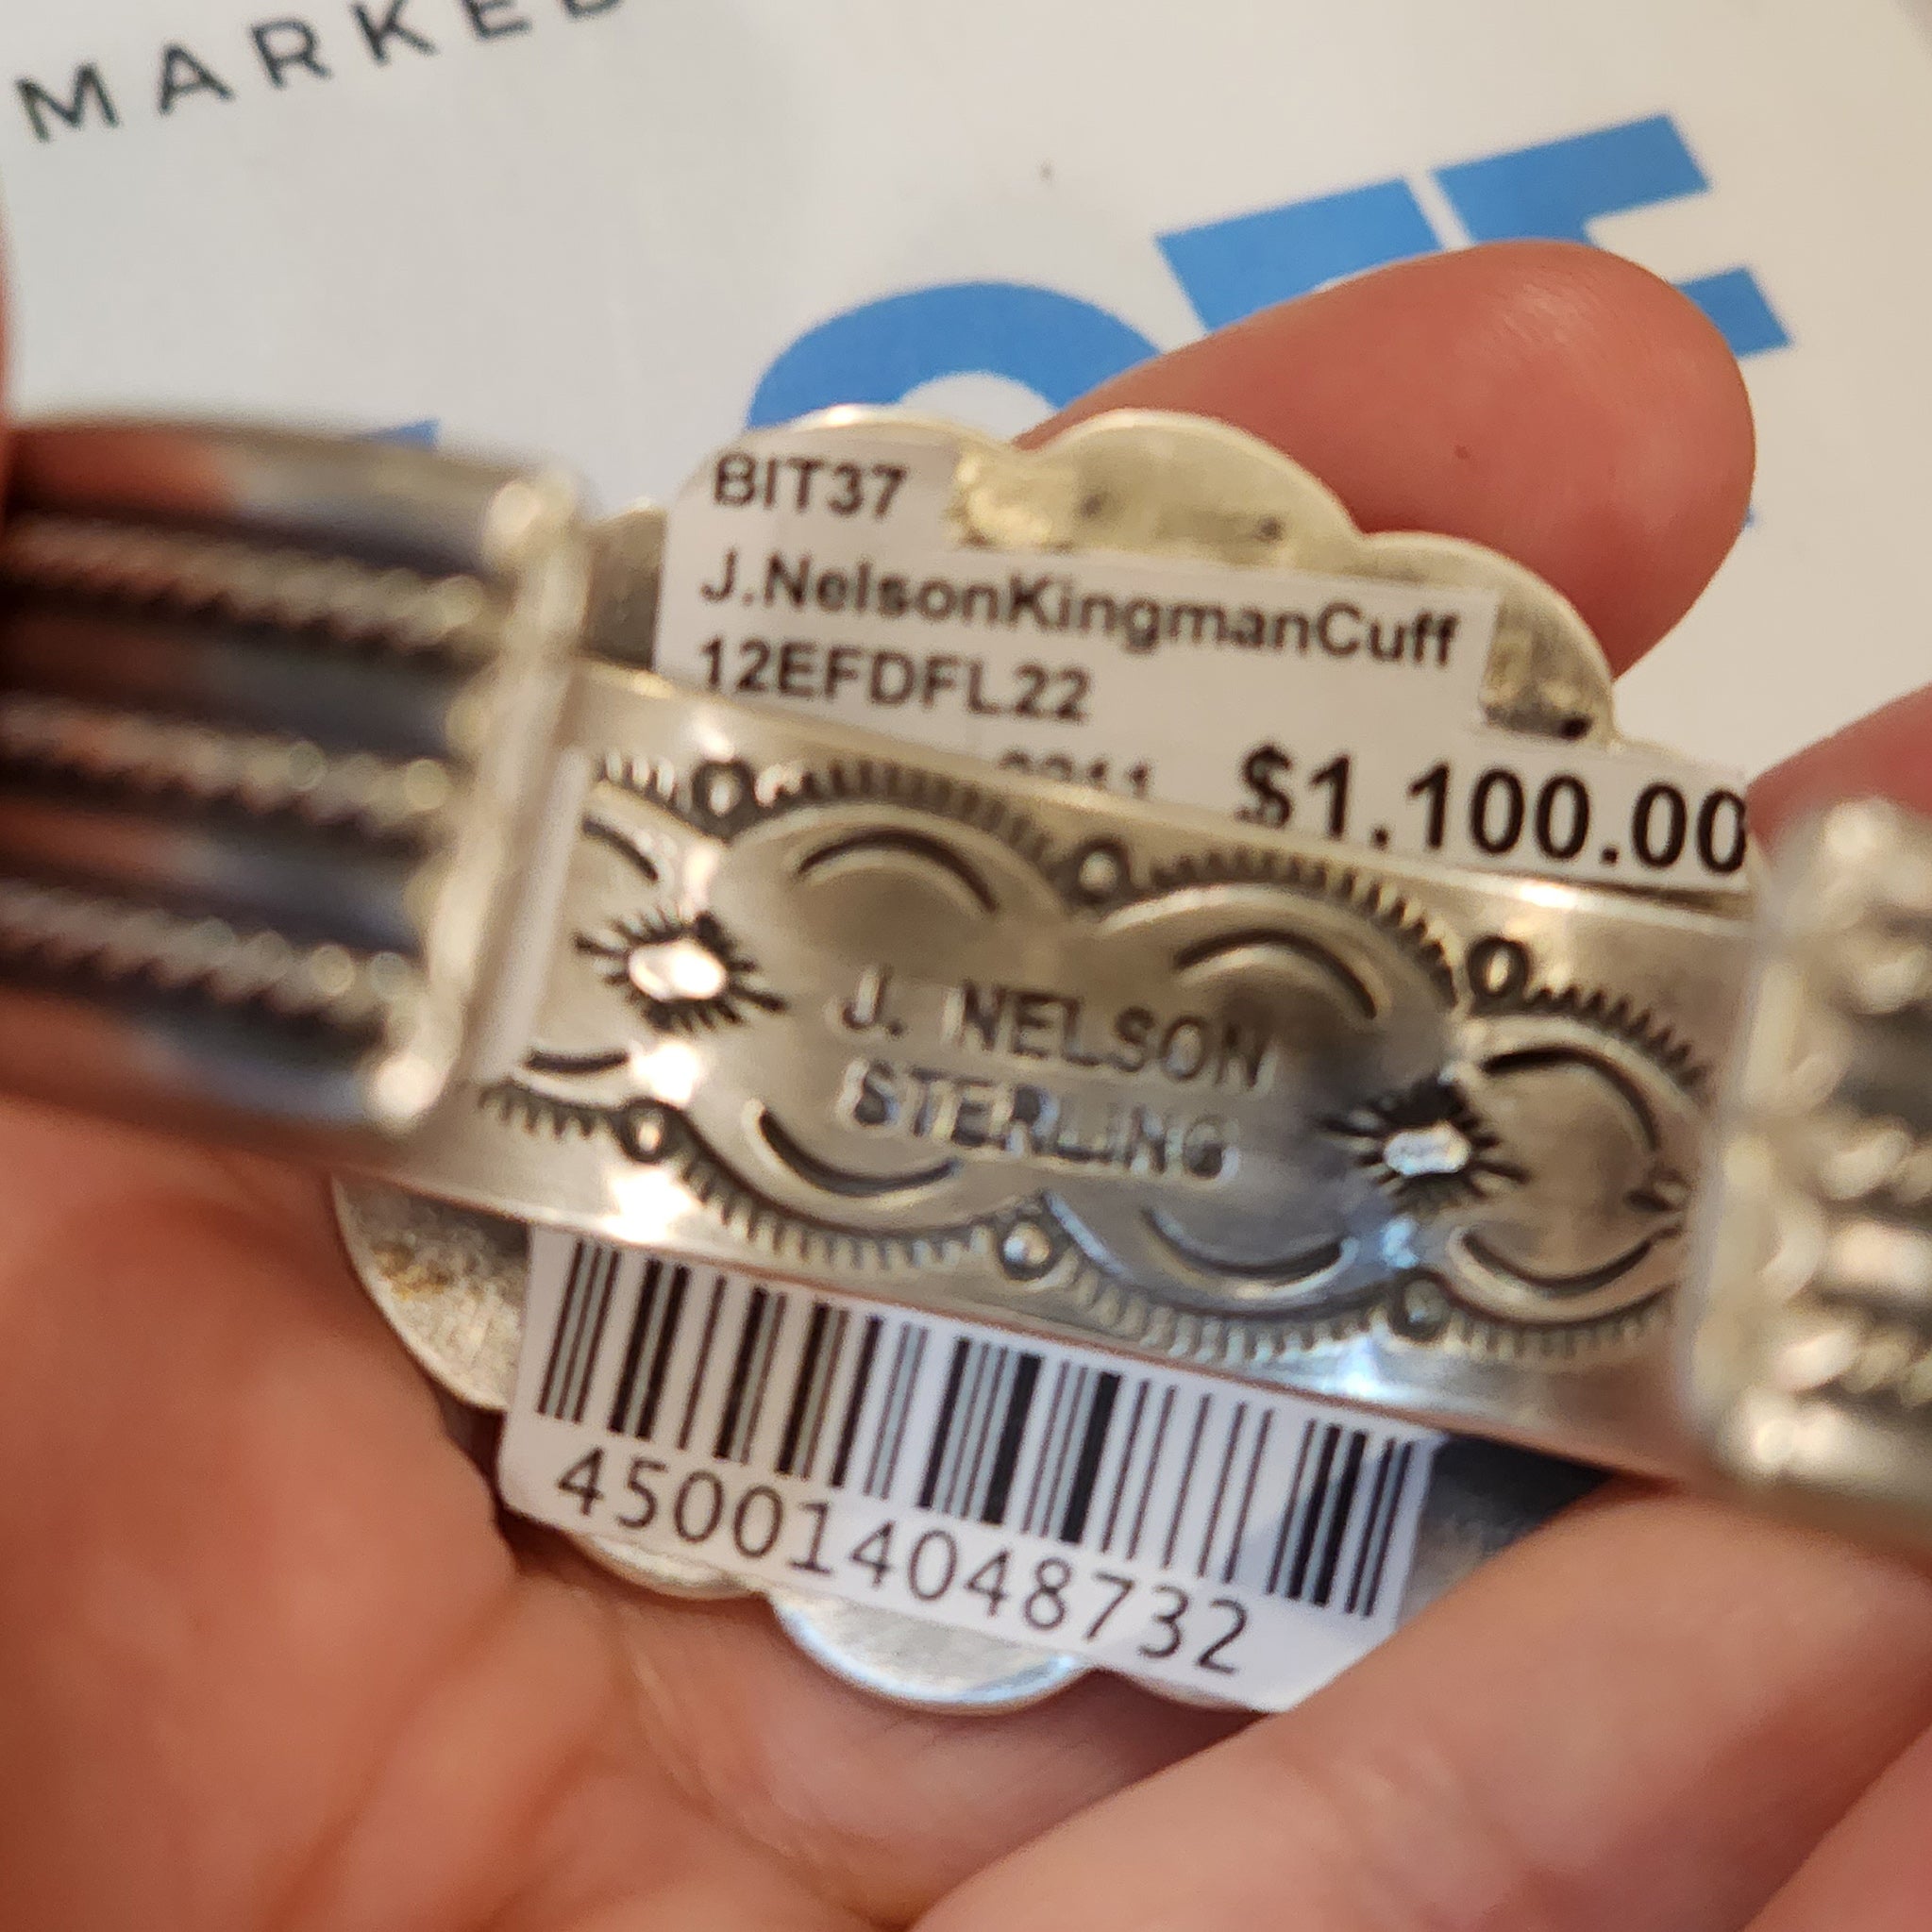 MARKED
OFF
BIT37
J.NelsonKingmanCuff
12EFDFL22
$1,100.00
J. NELSON
STERLING
450014048732